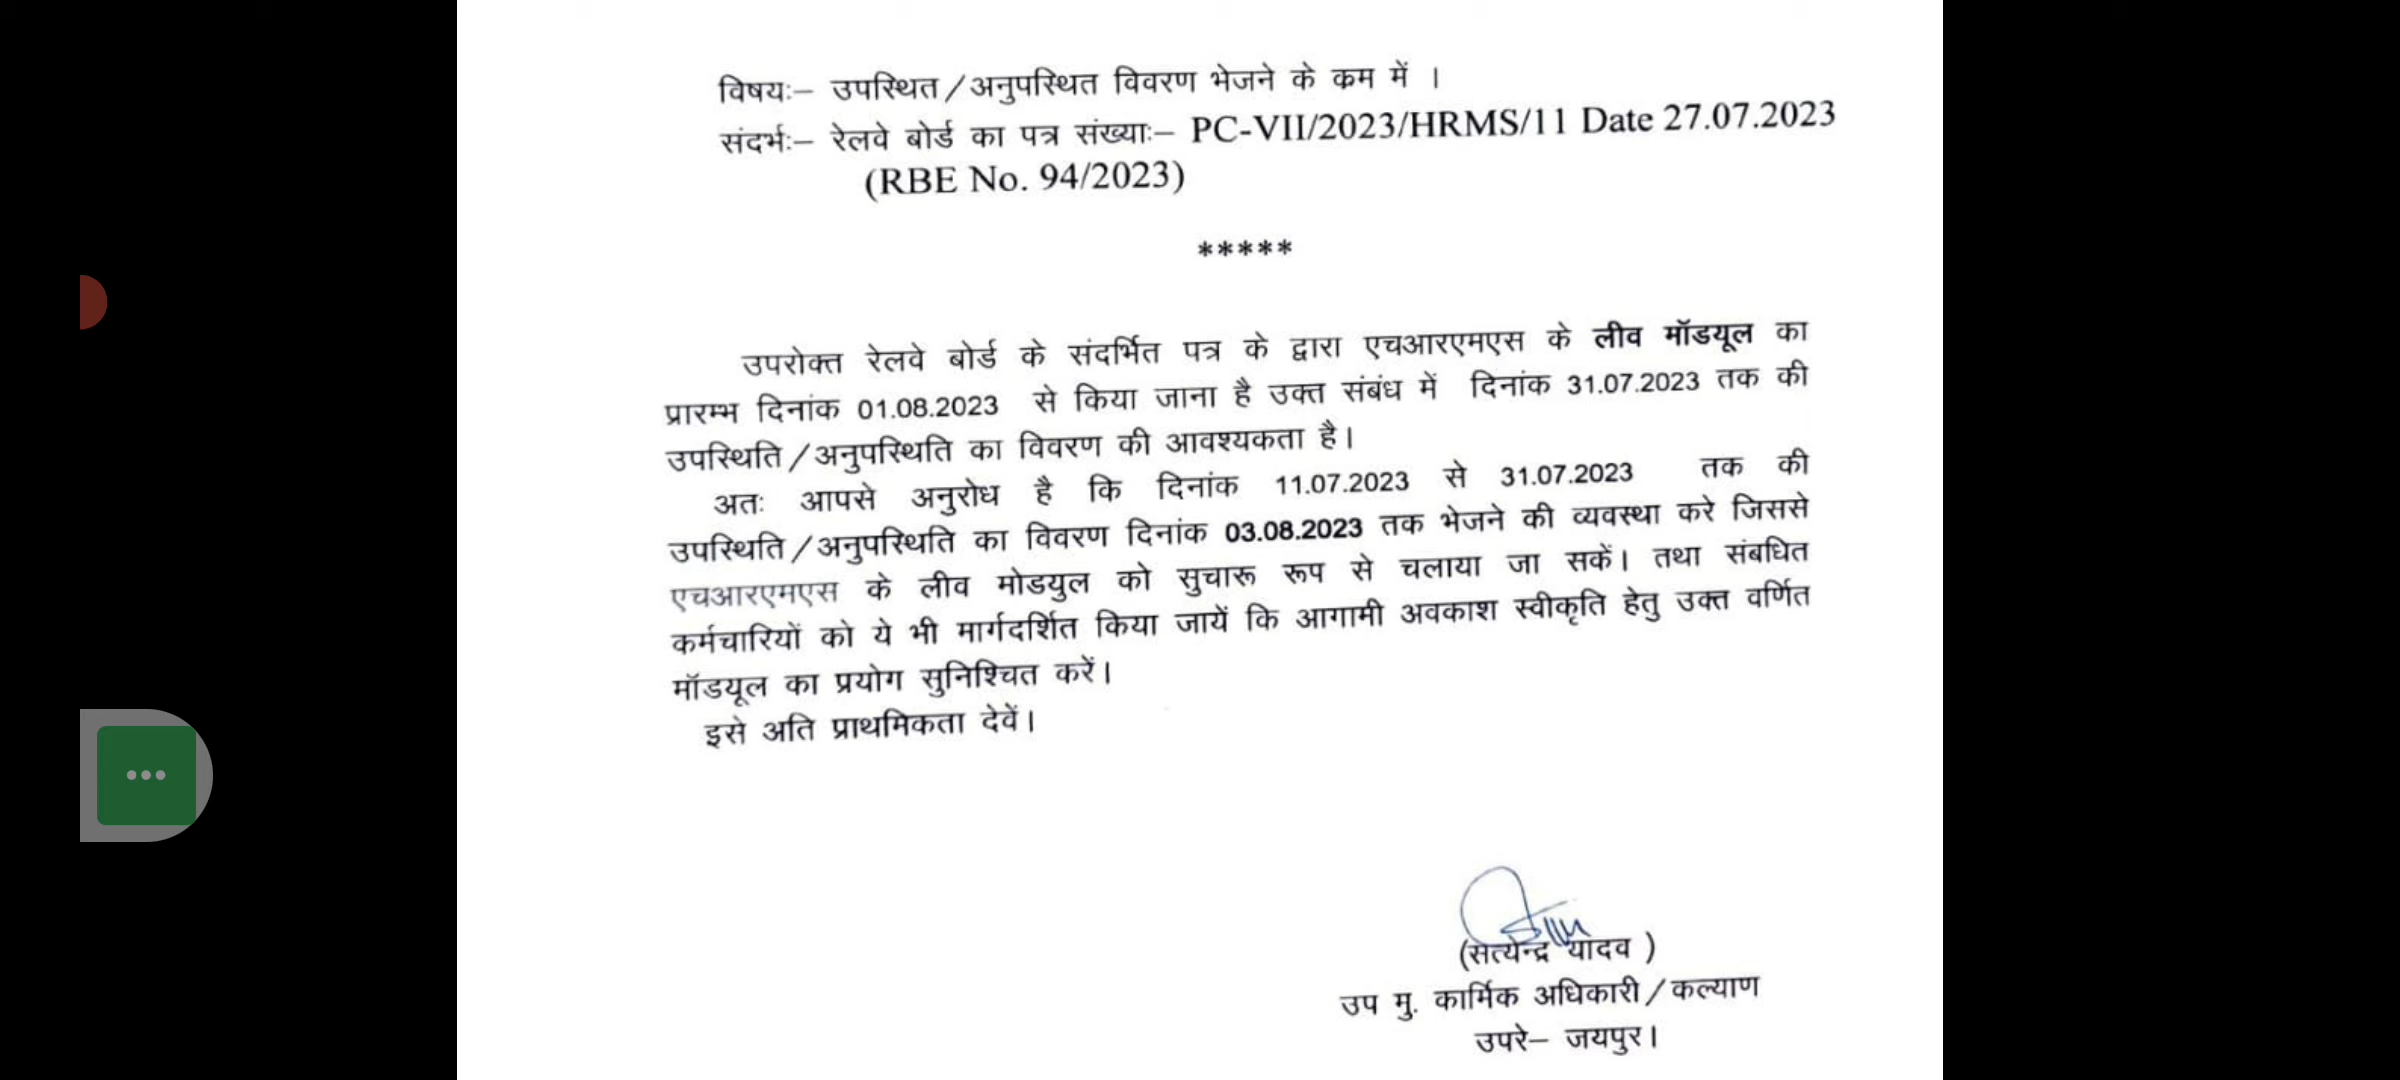 विषयः– उपस्थित/अनुपस्थित विवरण भेजने के कम में ।
संदर्भः– रेलवे बोर्ड का पत्र संख्याः– PC-VII/2023/HRMS/11 Date 27.07.2023
(RBE No. 94/2023)
*****
उपरोक्त रेलवे बोर्ड के संदर्भित पत्र के द्वारा एचआरएमएस के लीव मॉडयूल का
प्रारम्भ दिनांक 01.08.2023 से किया जाना है उक्त संबंध में दिनांक 31.07.2023 तक की
उपस्थिति/अनुपस्थिति का विवरण की आवश्यकता है।
अतः आपसे अनुरोध है कि दिनांक 11.07.2023 से 31.07.2023 तक की
उपस्थिति/अनुपस्थिति का विवरण दिनांक 03.08.2023 तक भेजने की व्यवस्था करे जिससे
एचआरएमएस के लीव मोडयुल को सुचारू रूप से चलाया जा सकें। तथा संबधित
कर्मचारियों को ये भी मार्गदर्शित किया जायें कि आगामी अवकाश स्वीकृति हेतु उक्त वर्णित
मॉडयूल का प्रयोग सुनिश्चित करें।
इसे अति प्राथमिकता देवें।
(सत्येन्द्र यादव )
उप मु. कार्मिक अधिकारी/कल्याण
उपरे– जयपुर।